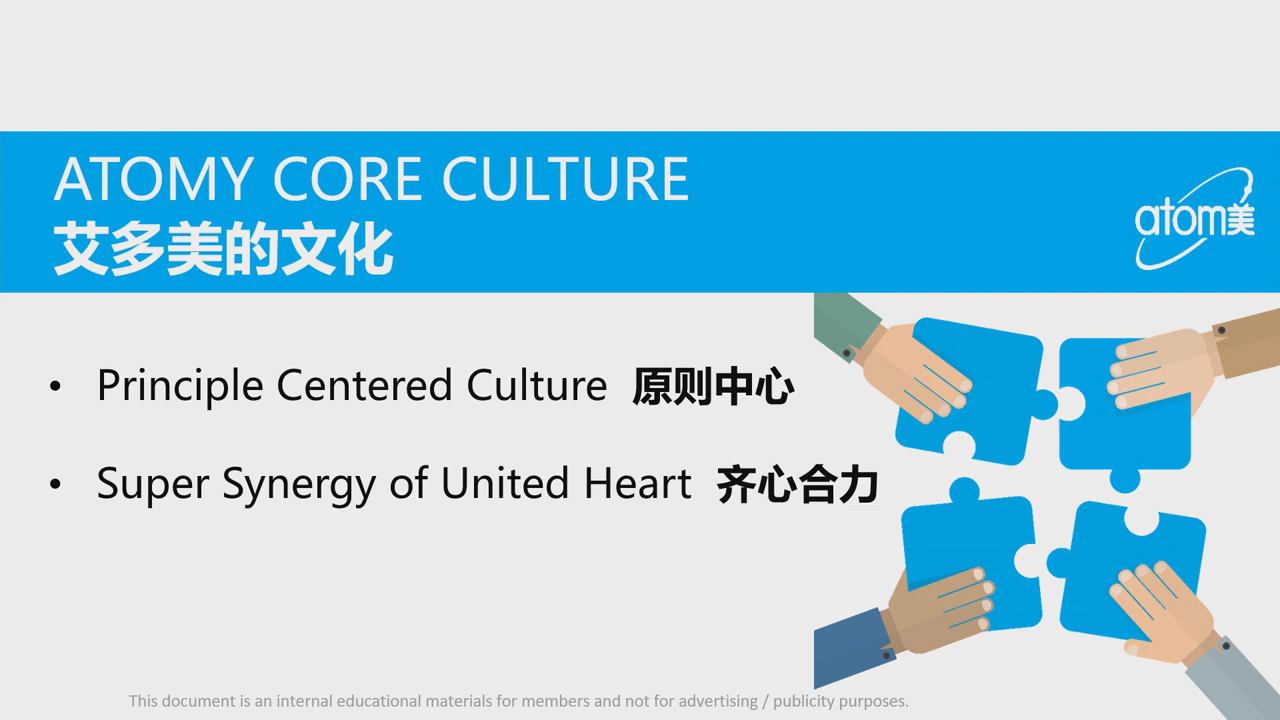 ATOMY CORE CULTURE
艾多美的文化
atom美
• Principle Centered Culture 原则中心
• Super Synergy of United Heart 齐心合力
This document is an internal educational materials for members and not for advertising / publicity purposes.